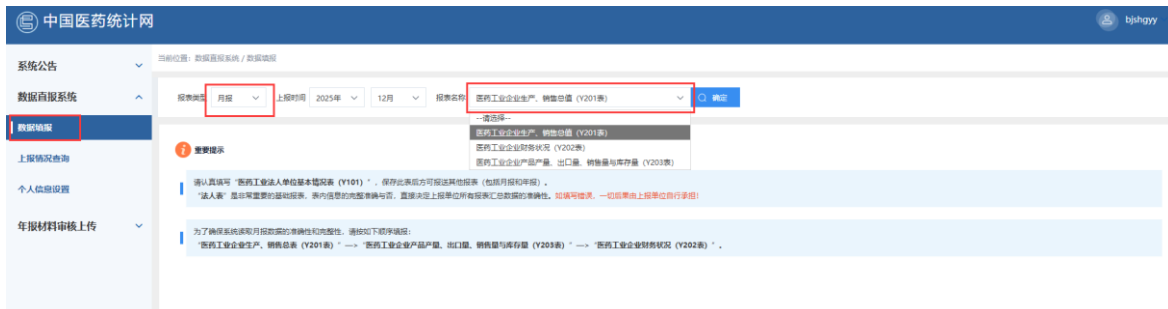 中国医药统计网
bjshgyy
系统公告
数据直报系统
数据填报
上报情况查询
个人信息设置
年报材料审核上传
当前位置：数据直报系统 / 数据填报
报表类型 月报 上报时间 2025年 12月 报表名称 医药工业企业生产、销售总值（Y201表） 确定
--请选择--
医药工业企业生产、销售总值（Y201表）
医药工业企业财务状况（Y202表）
医药工业企业产品产量、出口量、销售量与库存量（Y203表）
重要提示
请认真填写“医药工业法人单位基本情况表（Y101）”，保存此表后方可报送其他报表（包括月报和年报）。
“法人表”是非常重要的基础报表，表内信息的完整准确与否，直接决定上报单位所有报表汇总数据的准确性。如填写错误，一切后果由上报单位自行承担！
为了确保系统读取月报数据的准确性和完整性，请按如下顺序填报：
“医药工业企业生产、销售总表（Y201表）”—>“医药工业企业产品产量、出口量、销售量与库存量（Y203表）”—>“医药工业企业财务状况（Y202表）”。